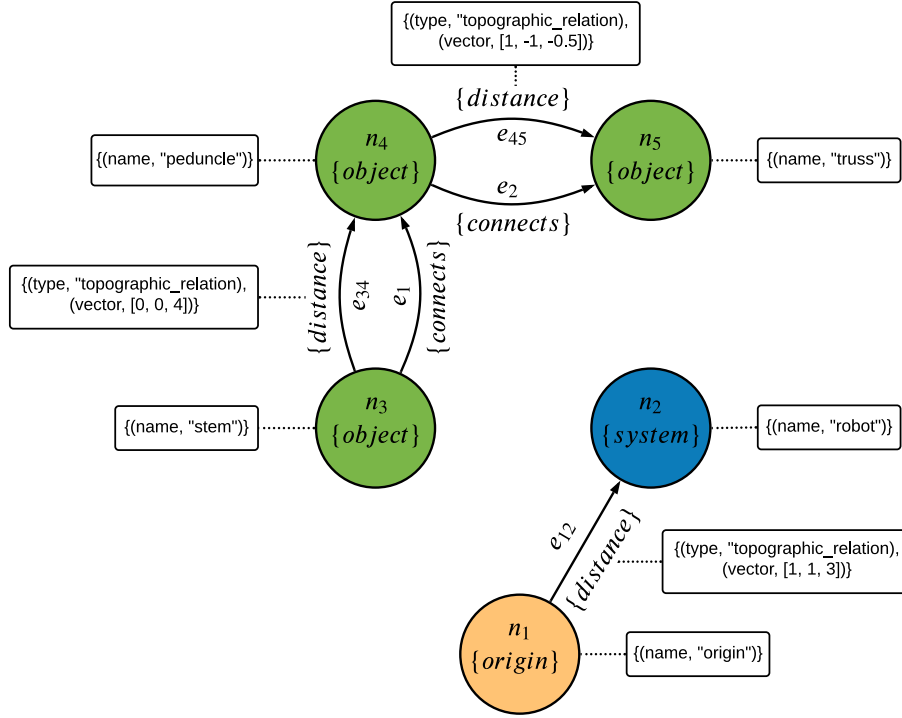 {(type, "topographic_relation),
(vector, [1, -1, -0.5])}
{distance}
n4
{object}
e45
n5
{object}
{(name, "peduncle")}
{(name, "truss")}
e2
{connects}
{(type, "topographic_relation),
(vector, [0, 0, 4])}
{distance}
e34
e1
{connects}
n3
{object}
{(name, "stem")}
n2
{system}
{(name, "robot")}
e12
{distance}
{(type, "topographic_relation),
(vector, [1, 1, 3])}
n1
{origin}
{(name, "origin")}